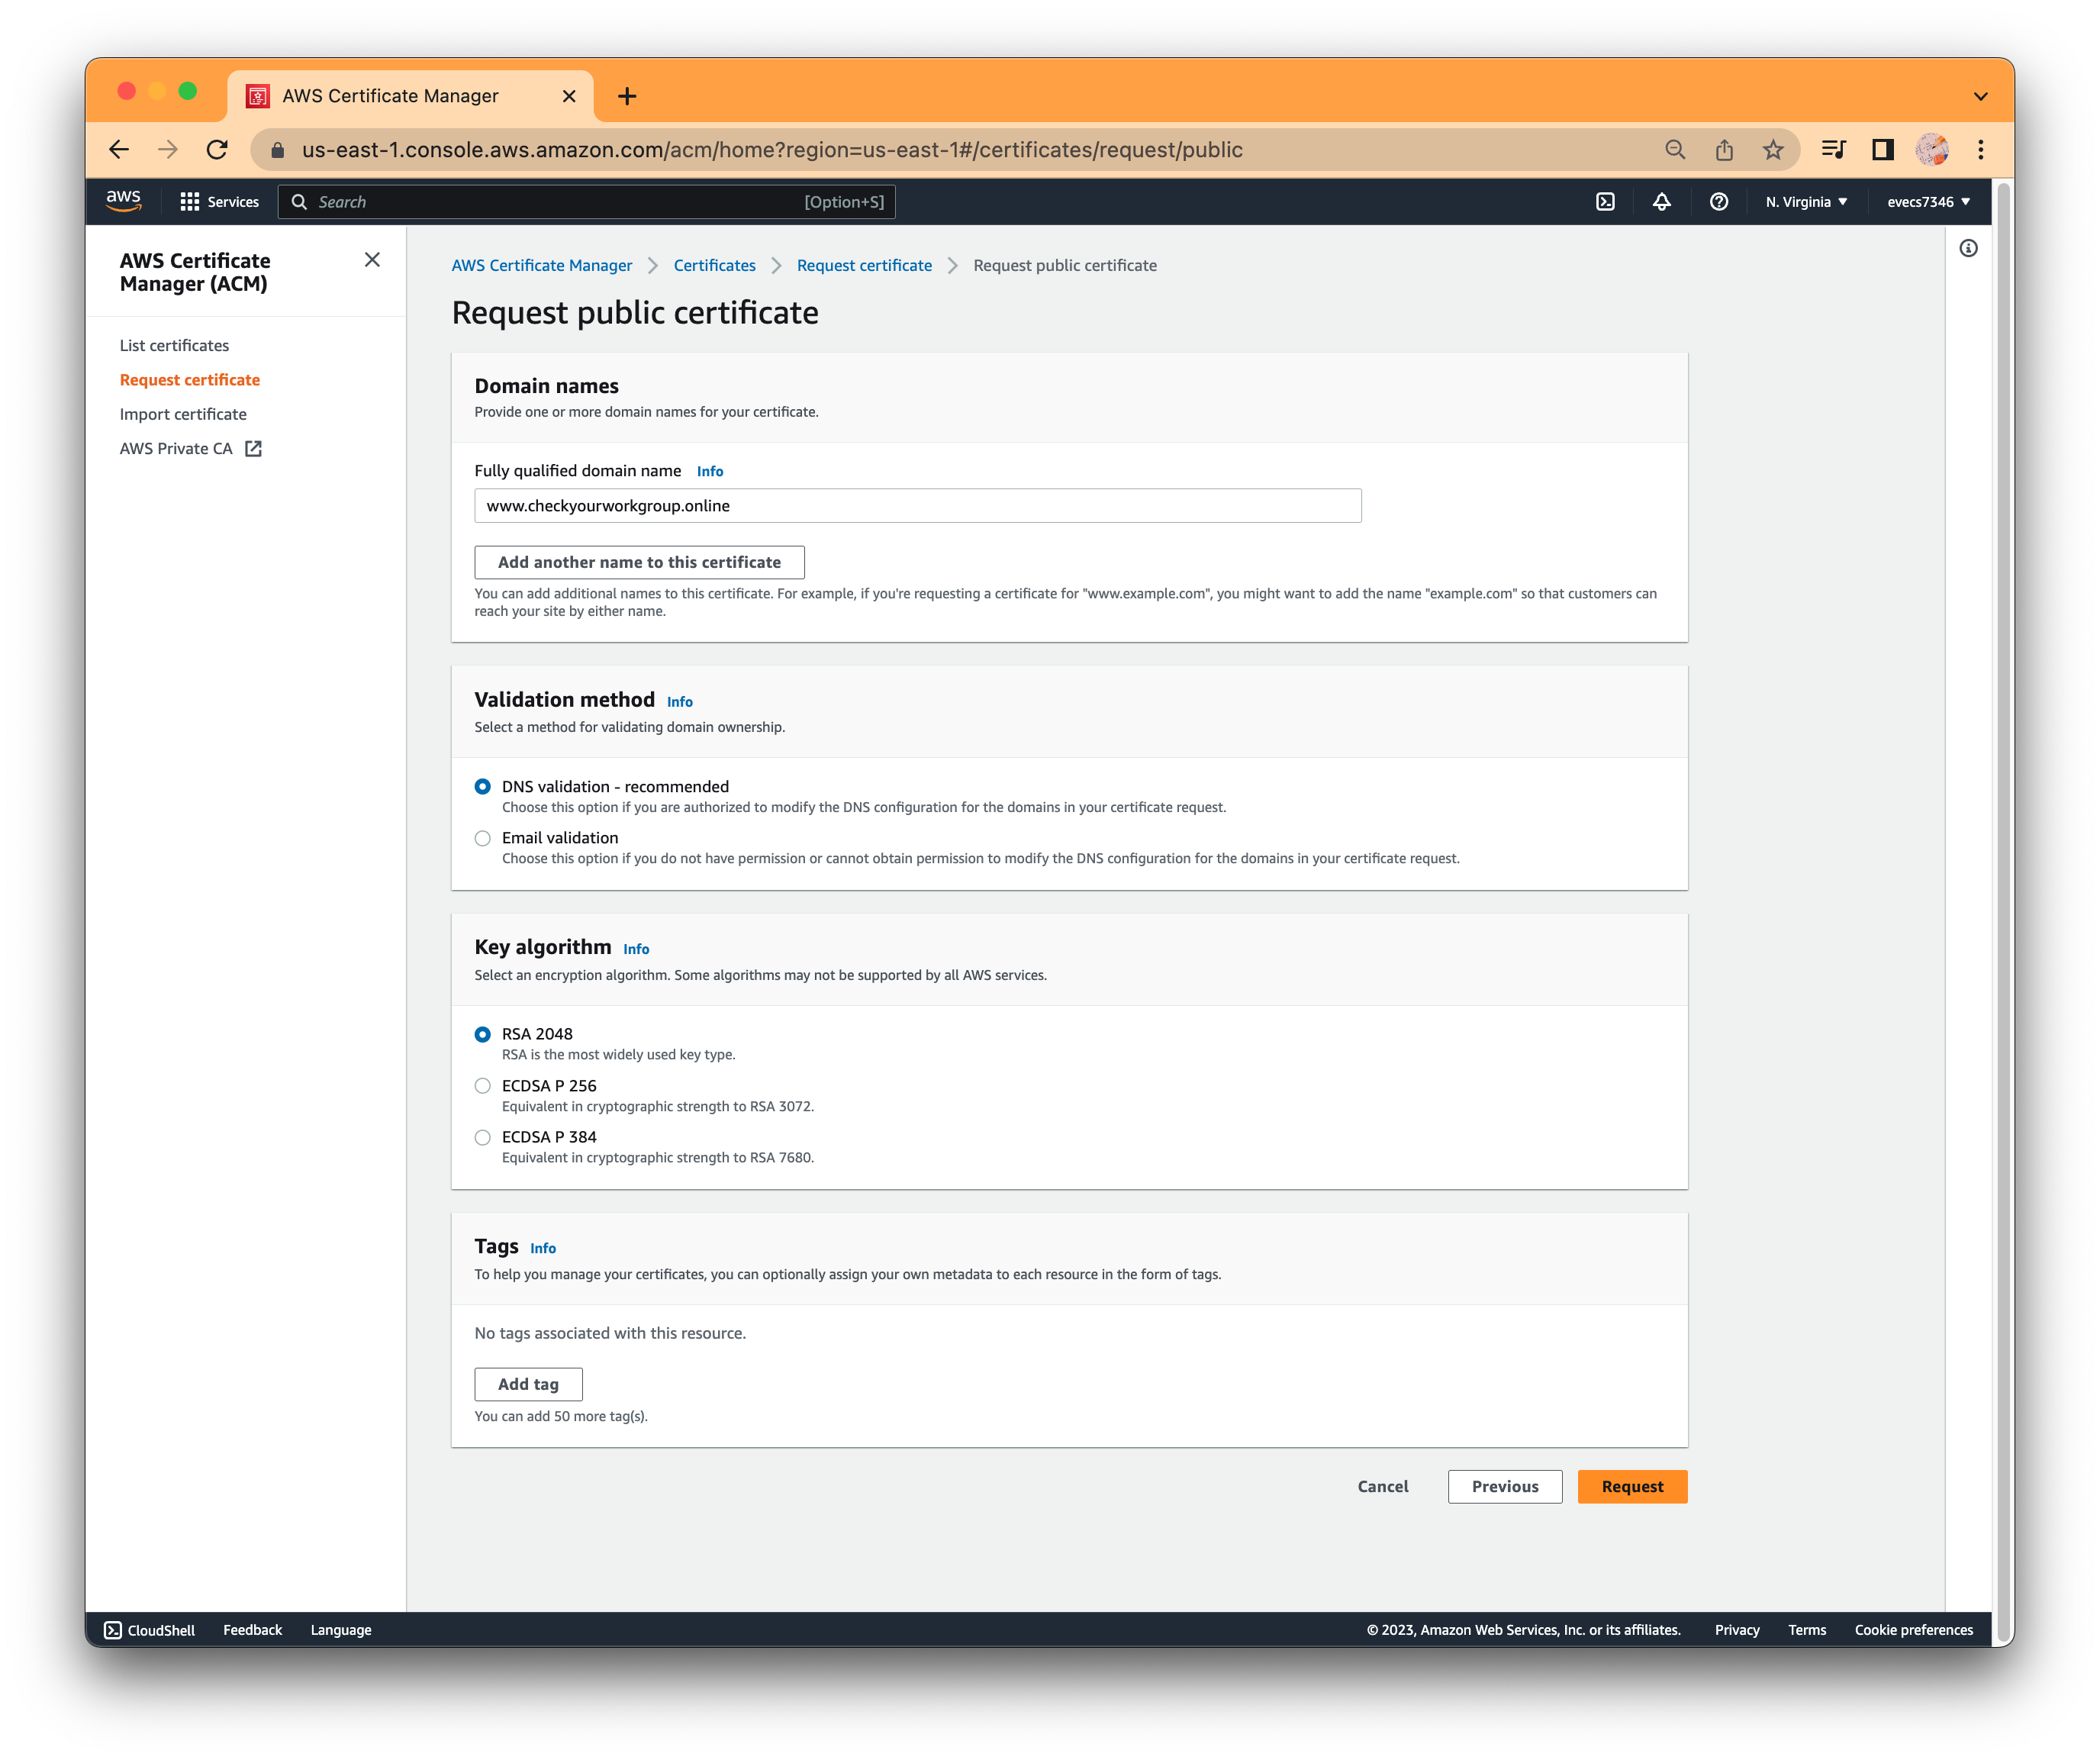 AWS Certificate Manager
us-east-1.console.aws.amazon.com/acm/home?region=us-east-1#/certificates/request/public
aws
Services
Search
[Option+S]
N. Virginia
evecs7346
AWS Certificate
Manager (ACM)
List certificates
Request certificate
Import certificate
AWS Private CA
AWS Certificate Manager
Certificates
Request certificate
Request public certificate
Request public certificate
Domain names
Provide one or more domain names for your certificate.
Fully qualified domain name Info
www.checkyourworkgroup.online
Add another name to this certificate
You can add additional names to this certificate. For example, if you're requesting a certificate for "www.example.com", you might want to add the name "example.com" so that customers can
reach your site by either name.
Validation method Info
Select a method for validating domain ownership.
DNS validation - recommended
Choose this option if you are authorized to modify the DNS configuration for the domains in your certificate request.
Email validation
Choose this option if you do not have permission or cannot obtain permission to modify the DNS configuration for the domains in your certificate request.
Key algorithm Info
Select an encryption algorithm. Some algorithms may not be supported by all AWS services.
RSA 2048
RSA is the most widely used key type.
ECDSA P 256
Equivalent in cryptographic strength to RSA 3072.
ECDSA P 384
Equivalent in cryptographic strength to RSA 7680.
Tags Info
To help you manage your certificates, you can optionally assign your own metadata to each resource in the form of tags.
No tags associated with this resource.
Add tag
You can add 50 more tag(s).
Cancel
Previous
Request
CloudShell
Feedback
Language
© 2023, Amazon Web Services, Inc. or its affiliates.
Privacy
Terms
Cookie preferences